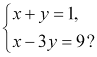 x + y = 1,
x − 3y = 9?